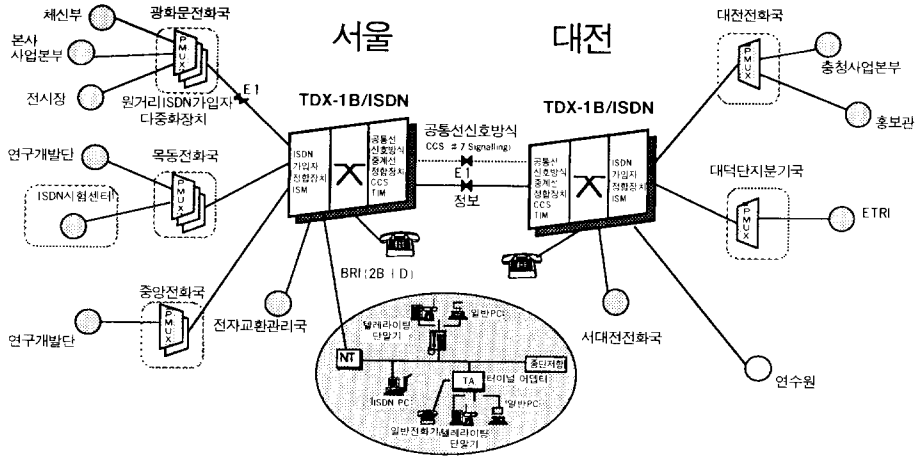 서울
대전
체신부
본사
사업본부
전시장
광화문전화국
PMUX
E1
원거리ISDN가입자
다중화장치
연구개발단
목동전화국
PMUX
ISDN시험센터
연구개발단
중앙전화국
PMUX
TDX-1B/ISDN
ISDN
가입자
정합장치
ISM
공통선
신호방식
중계선
정합장치
CCS
TIM
공통선신호방식
CCS #7 Signalling)
E1
정보
TDX-1B/ISDN
공통선
신호방식
중계선
정합장치
CCS
TIM
ISDN
가입자
정합장치
ISM
대전전화국
PMUX
충청사업본부
홍보관
대덕단지분기국
PMUX
ETRI
서대전전화국
연수원
전자교환관리국
BRI(2B+D)
NT
텔레라이팅
단말기
일반PC
종단저항
ISDN PC
TA
터미널 어댑터
일반전화기
텔레라이팅
단말기
일반PC